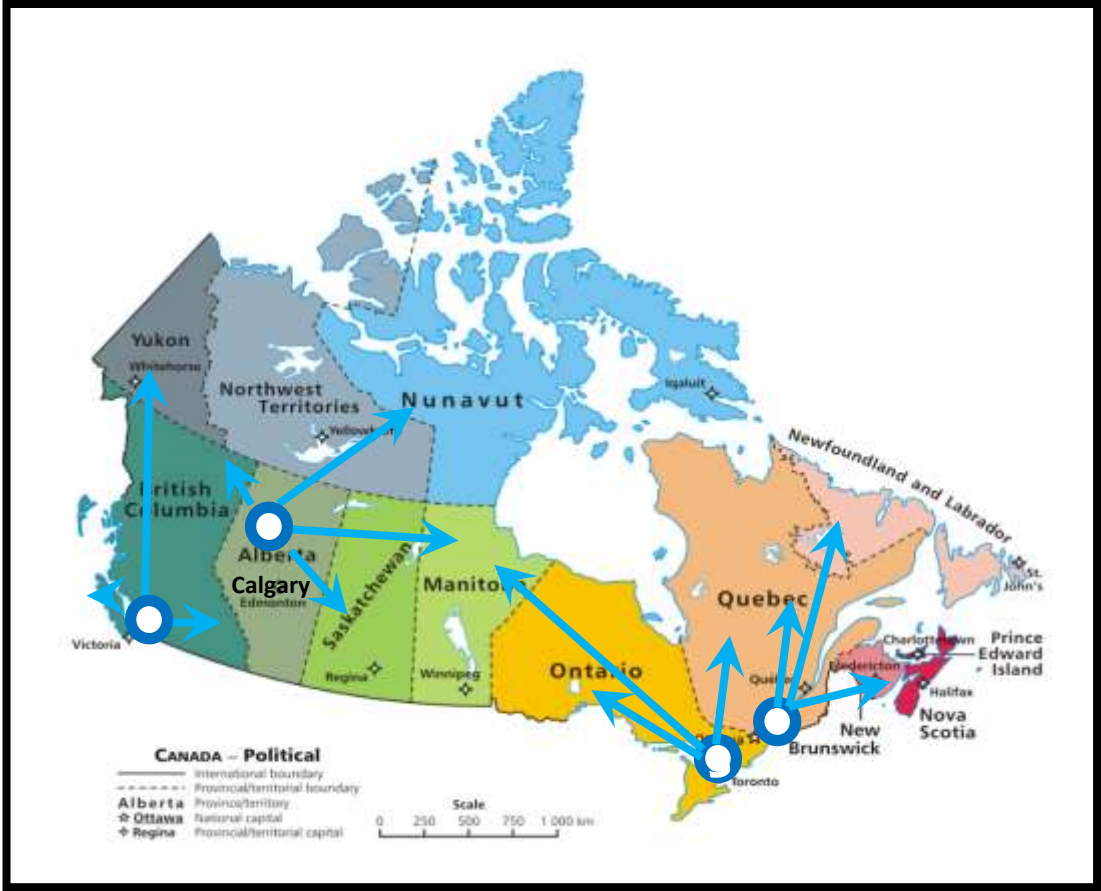 Yukon
Whitehorse
Northwest
Territories
Nunavut
Iqaluit
Newfoundland and Labrador
British
Columbia
Alberta
Calgary
Edmonton
Saskatchewan
Quebec
St.
John's
Charlottetown
Prince
Edward
Island
Victoria
Regina
Winnipeg
Ontario
Fredericton
Halifax
Nova
Scotia
New
Brunswick
Toronto
CANADA – Political
International boundary
Provincial/territorial boundary
Alberta Province/territory
Ottawa National capital
Regina Provincial/territorial capital
Scale
0 250 500 750 1 000 km